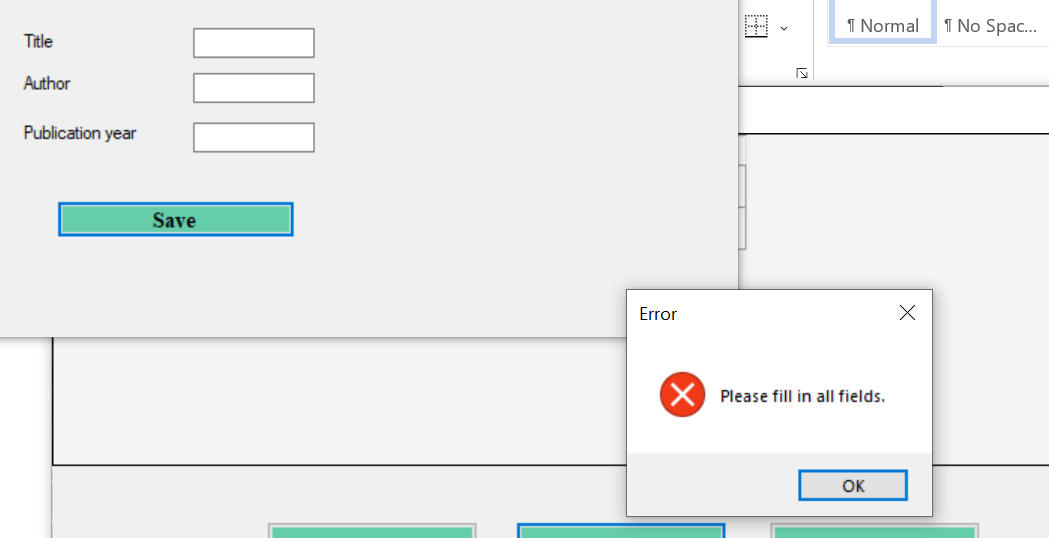 Title
Author
Publication year
Save
¶ Normal
¶ No Spac...
Error
Please fill in all fields.
OK